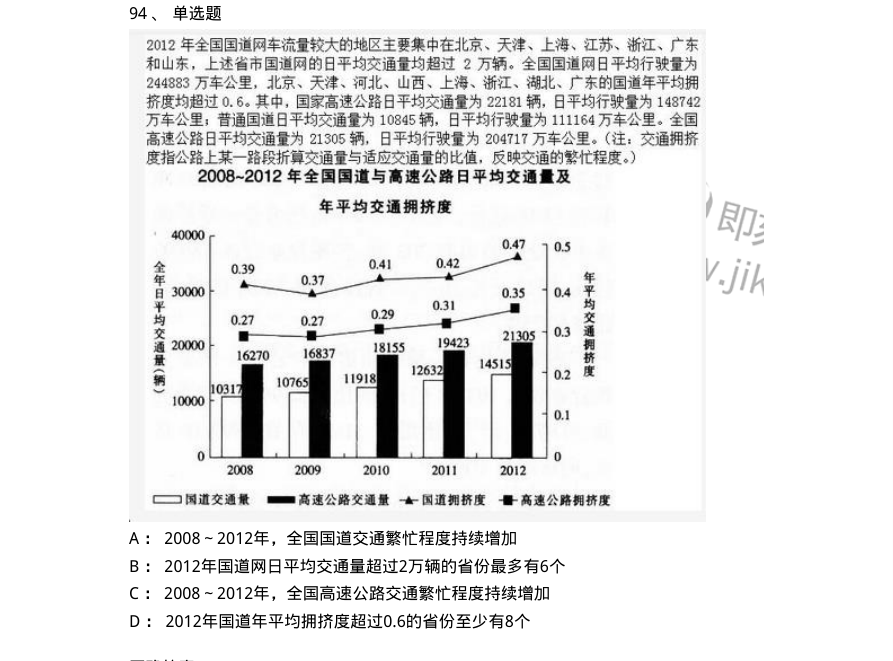 94 、 单选题
2012 年全国国道网车流量较大的地区主要集中在北京、天津、上海、江苏、浙江、广东
和山东，上述省市国道网的日平均交通量均超过 2 万辆。全国国道网日平均行驶量为
244883 万车公里，北京、天津、河北、山西、上海、浙江、湖北、广东的国道年平均拥
挤度均超过 0.6。其中，国家高速公路日平均交通量为 22181 辆，日平均行驶量为 148742
万车公里；普通国道日平均交通量为 10845 辆，日平均行驶量为 111164 万车公里。全国
高速公路日平均交通量为 21305 辆，日平均行驶量为 204717 万车公里。（注：交通拥挤
度指公路上某一路段折算交通量与适应交通量的比值，反映交通的繁忙程度。）
2008~2012 年全国国道与高速公路日平均交通量及
年平均交通拥挤度
全年日平均交通量（辆）
40000
30000
20000
10000
0
0.39 0.37 0.41 0.42 0.47
0.27 0.27 0.29 0.31 0.35
16270 16837 18155 19423 21305
10317 10765 11918 12632 14515
0.5
0.4
0.3
0.2
0.1
0
年平均交通拥挤度
2008 2009 2010 2011 2012
国道交通量 高速公路交通量 国道拥挤度 高速公路拥挤度
A： 2008~2012年，全国国道交通繁忙程度持续增加
B： 2012年国道网日平均交通量超过2万辆的省份最多有6个
C： 2008~2012年，全国高速公路交通繁忙程度持续增加
D： 2012年国道年平均拥挤度超过0.6的省份至少有8个